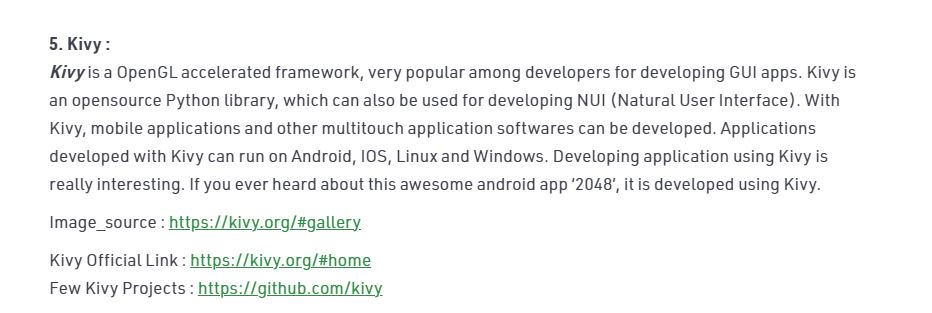 5. Kivy :
Kivy is a OpenGL accelerated framework, very popular among developers for developing GUI apps. Kivy is
an opensource Python library, which can also be used for developing NUI (Natural User Interface). With
Kivy, mobile applications and other multitouch application softwares can be developed. Applications
developed with Kivy can run on Android, IOS, Linux and Windows. Developing application using Kivy is
really interesting. If you ever heard about this awesome android app ‘2048’, it is developed using Kivy.
Image_source : https://kivy.org/#gallery
Kivy Official Link : https://kivy.org/#home
Few Kivy Projects : https://github.com/kivy